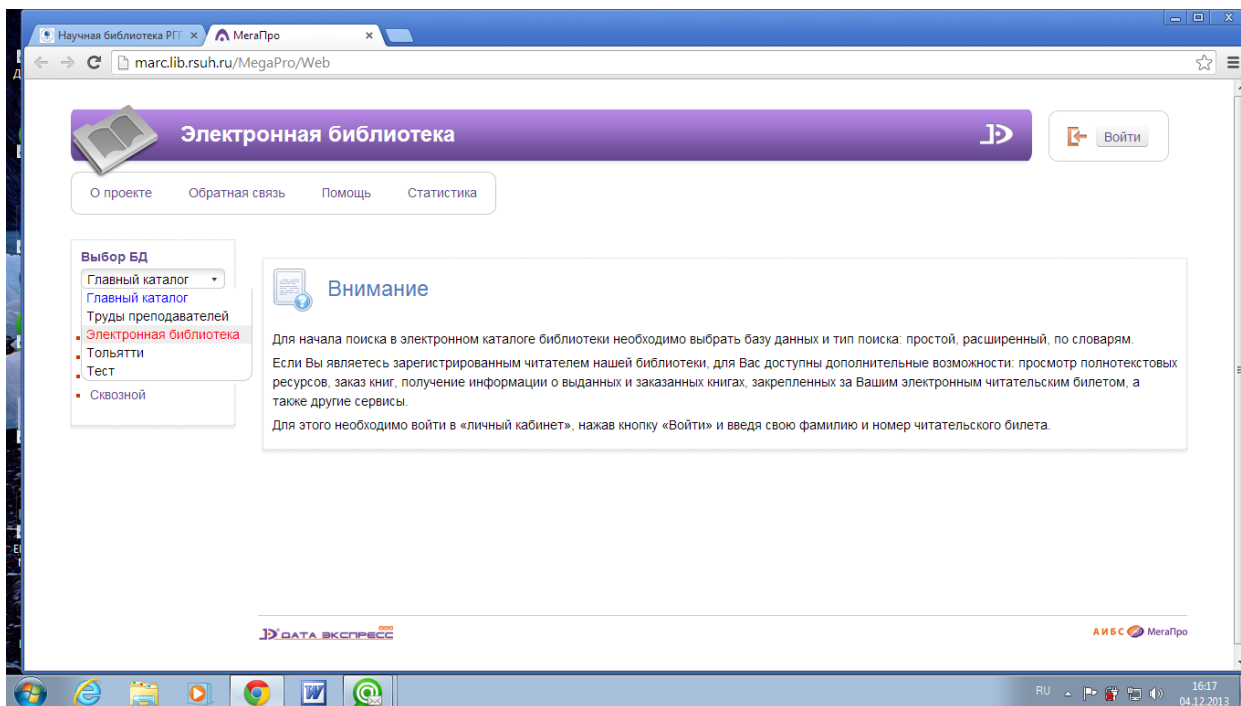 Научная библиотека РГГ
МегаПро
marc.lib.rsuh.ru/MegaPro/Web
Электронная библиотека
Войти
О проекте Обратная связь Помощь Статистика
Выбор БД
Главный каталог
Главный каталог
Труды преподавателей
Электронная библиотека
Тольятти
Тест
Сквозной
Внимание
Для начала поиска в электронном каталоге библиотеки необходимо выбрать базу данных и тип поиска: простой, расширенный, по словарям.
Если Вы являетесь зарегистрированным читателем нашей библиотеки, для Вас доступны дополнительные возможности: просмотр полнотекстовых
ресурсов, заказ книг, получение информации о выданных и заказанных книгах, закрепленных за Вашим электронным читательским билетом, а
также другие сервисы.
Для этого необходимо войти в «личный кабинет», нажав кнопку «Войти» и введя свою фамилию и номер читательского билета.
ДАТА ЭКСПРЕСС
АИБС МегаПро
RU
16:17
04.12.2013